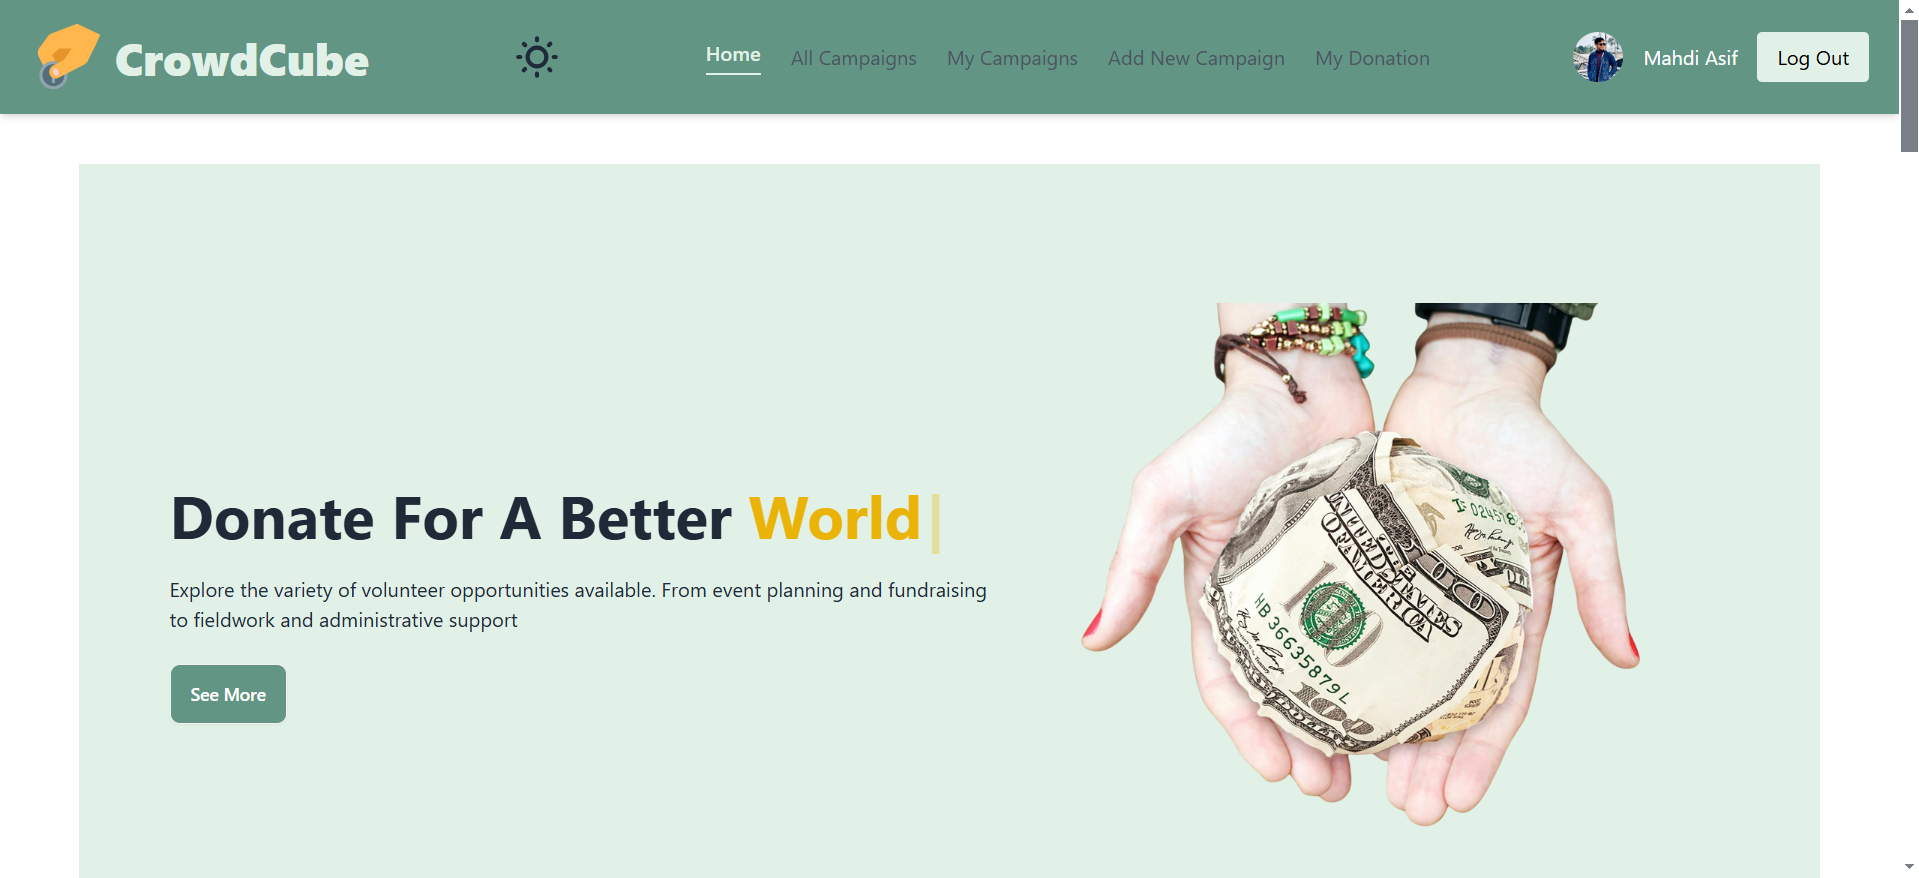 CrowdCube
Home
All Campaigns
My Campaigns
Add New Campaign
My Donation
Mahdi Asif
Log Out
Donate For A Better World
Explore the variety of volunteer opportunities available. From event planning and fundraising
to fieldwork and administrative support
See More
UNITED STATES
OF AMERICA
100
HB 36635879 L
100